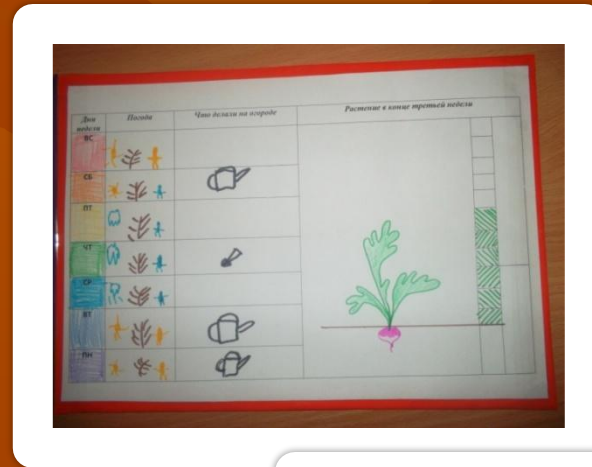 Дни
недели
Погода
Что делали на огороде
Растение в конце третьей недели
ВС
СБ
ПТ
ЧТ
СР
ВТ
ПН